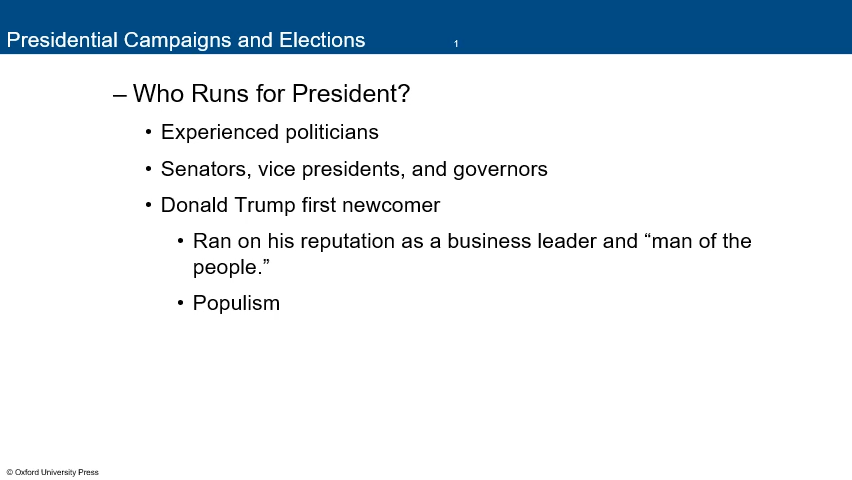 Presidential Campaigns and Elections 1
– Who Runs for President?
• Experienced politicians
• Senators, vice presidents, and governors
• Donald Trump first newcomer
• Ran on his reputation as a business leader and “man of the
people.”
• Populism
© Oxford University Press